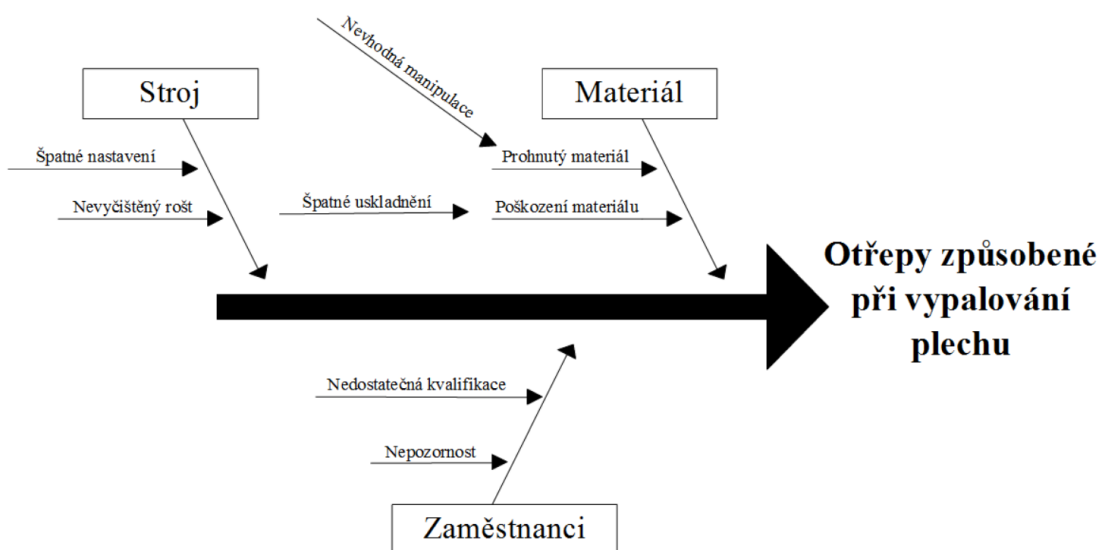 Nevhodná manipulace
Stroj
Materiál
Špatné nastavení
Prohnutý materiál
Nevyčištěný rošt
Špatné uskladnění
Poškození materiálu
Otřepy způsobené
při vypalování
plechu
Nedostatečná kvalifikace
Nepozornost
Zaměstnanci